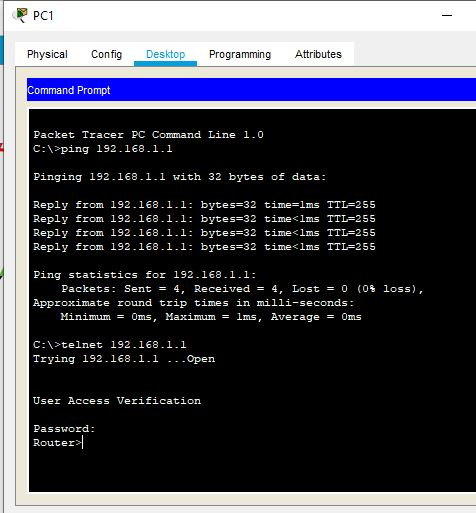 PC1
Physical Config Desktop Programming Attributes
Command Prompt
Packet Tracer PC Command Line 1.0
C:\>ping 192.168.1.1
Pinging 192.168.1.1 with 32 bytes of data:
Reply from 192.168.1.1: bytes=32 time=1ms TTL=255
Reply from 192.168.1.1: bytes=32 time<1ms TTL=255
Reply from 192.168.1.1: bytes=32 time<1ms TTL=255
Reply from 192.168.1.1: bytes=32 time<1ms TTL=255
Ping statistics for 192.168.1.1:
Packets: Sent = 4, Received = 4, Lost = 0 (0% loss),
Approximate round trip times in milli-seconds:
Minimum = 0ms, Maximum = 1ms, Average = 0ms
C:\>telnet 192.168.1.1
Trying 192.168.1.1 ...Open
User Access Verification
Password:
Router>